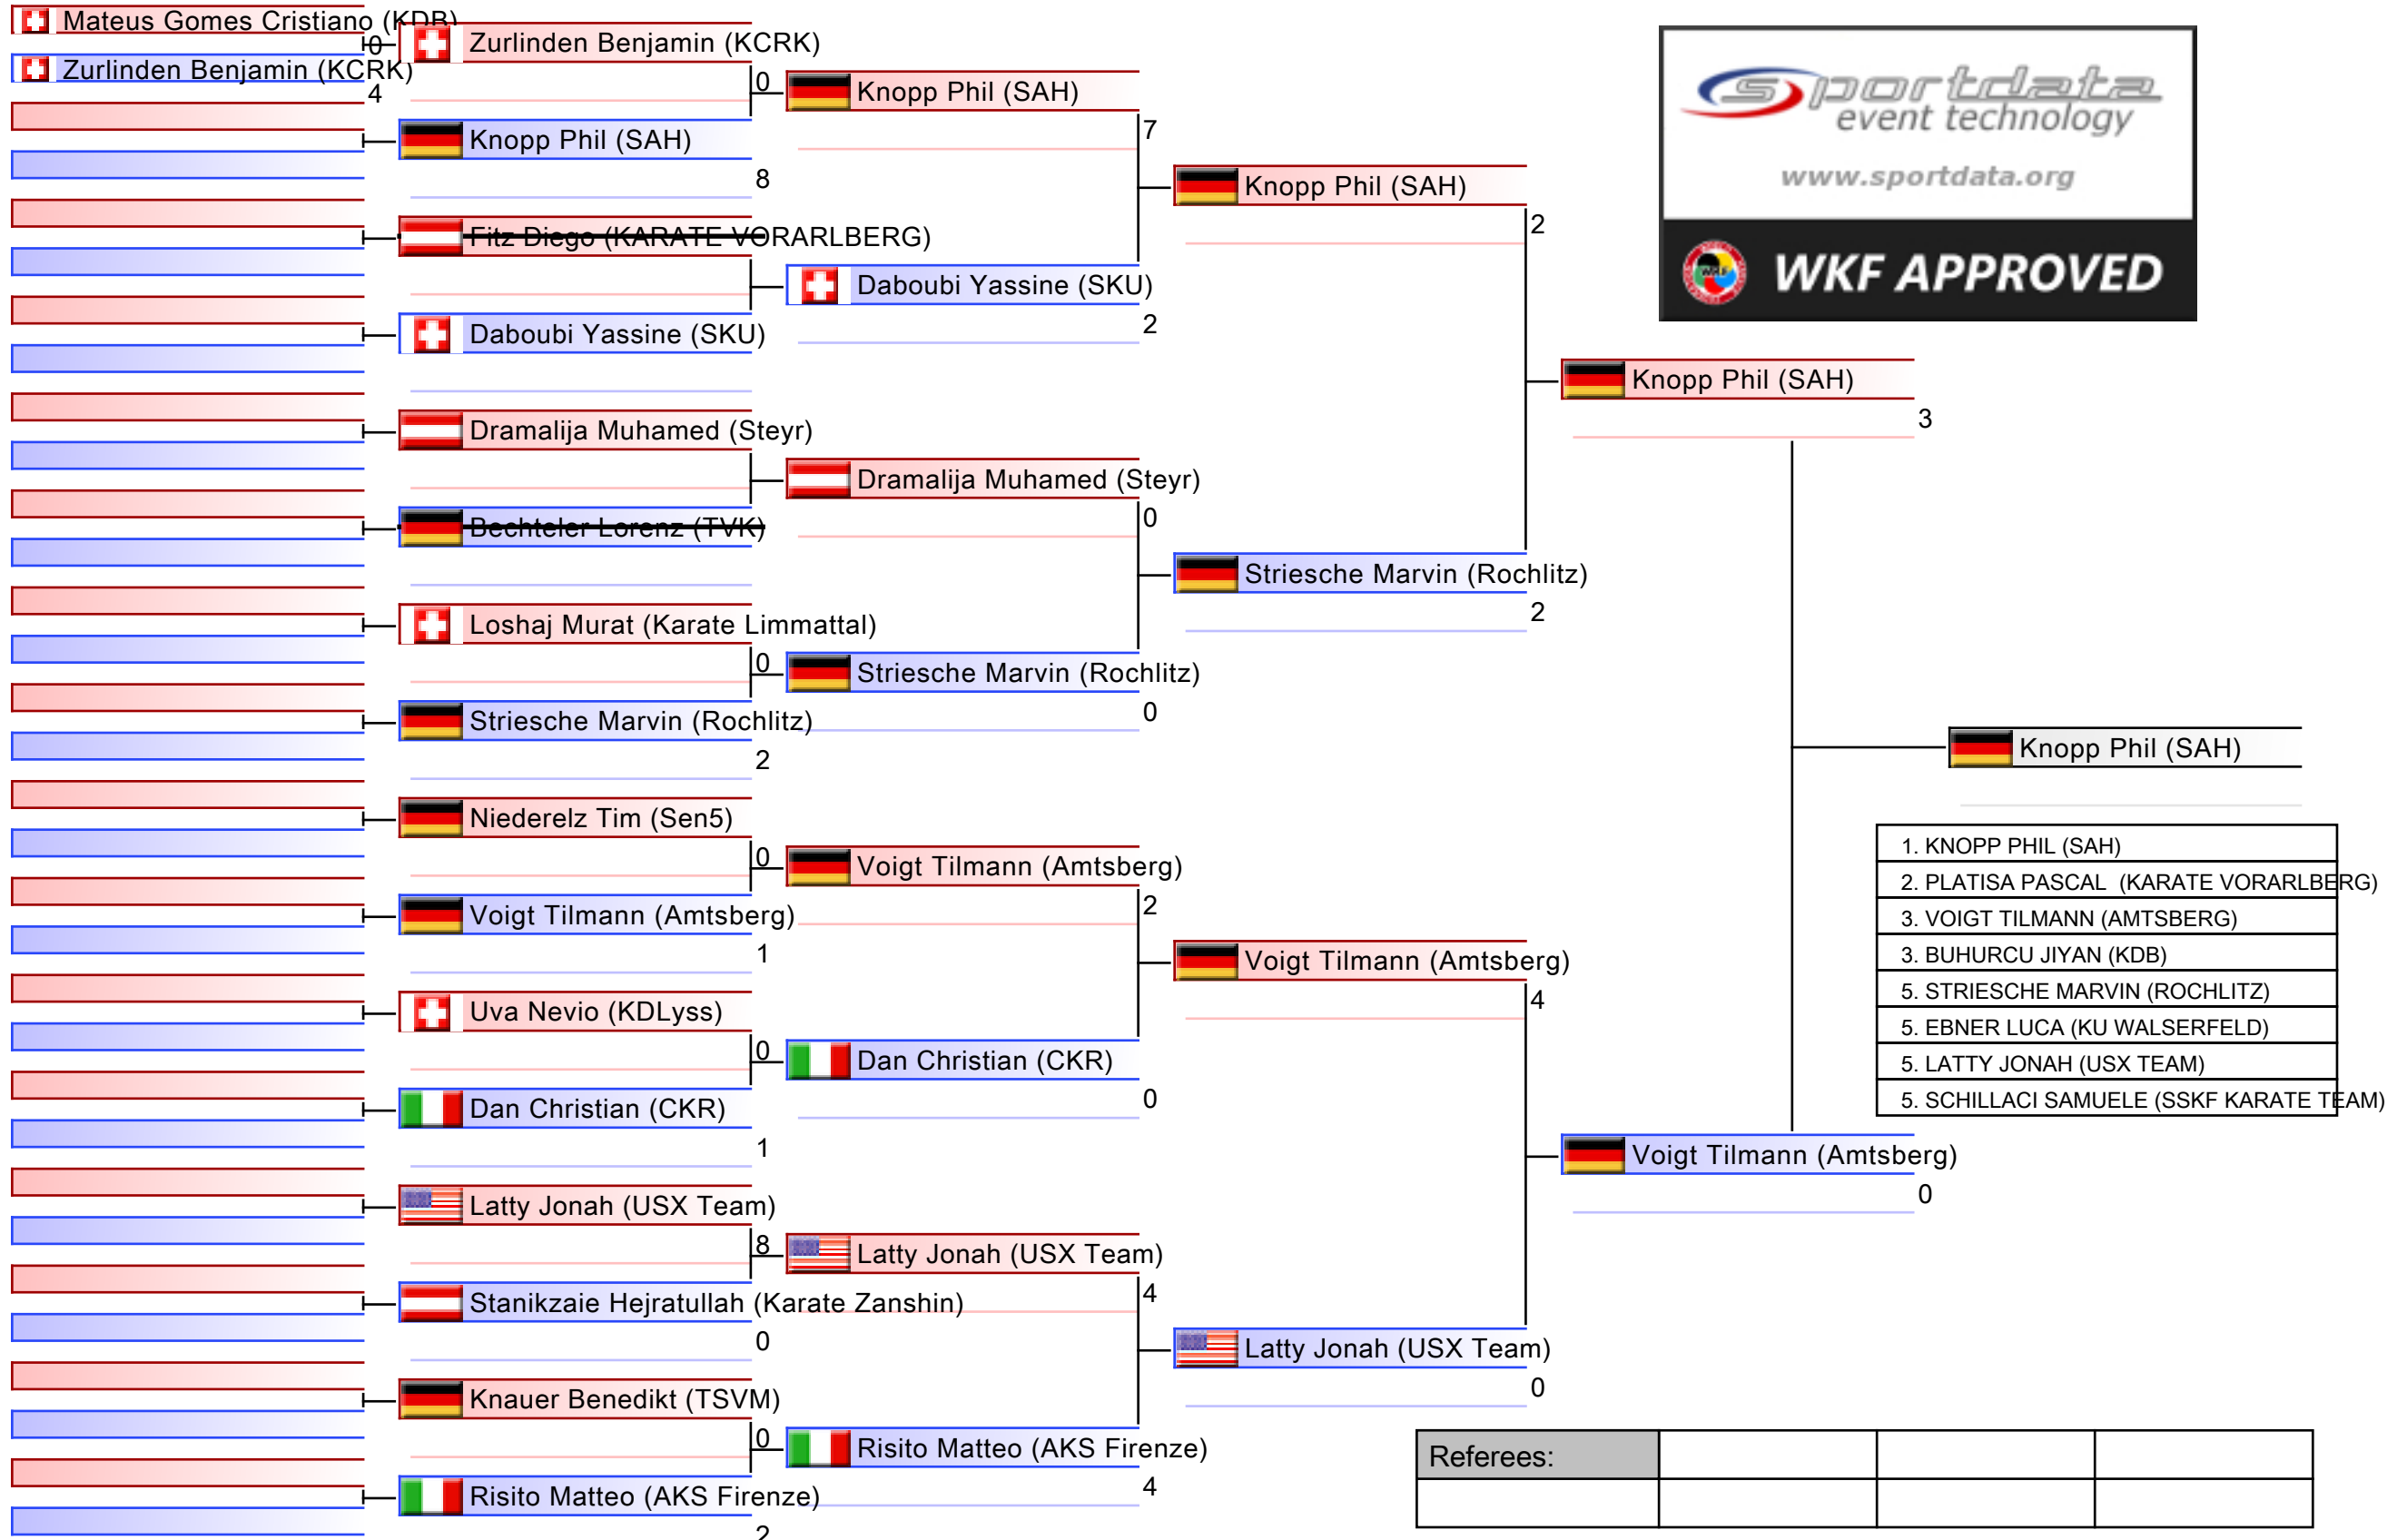 Mateus Gomes Cristiano (KDB)
0
Zurlinden Benjamin (KCRK)
4
Zurlinden Benjamin (KCRK)
0
Knopp Phil (SAH)
8
Fitz Diego (KARATE VORARLBERG)
Daboubi Yassine (SKU)
Dramalija Muhamed (Steyr)
Bechteler Lorenz (TVK)
Loshaj Murat (Karate Limmattal)
0
Striesche Marvin (Rochlitz)
2
Niederelz Tim (Sen5)
0
Voigt Tilmann (Amtsberg)
1
Uva Nevio (KDLyss)
0
Dan Christian (CKR)
1
Latty Jonah (USX Team)
8
Stanikzaie Hejratullah (Karate Zanshin)
0
Knauer Benedikt (TSVM)
0
Risito Matteo (AKS Firenze)
2
Knopp Phil (SAH)
7
Daboubi Yassine (SKU)
2
Dramalija Muhamed (Steyr)
0
Striesche Marvin (Rochlitz)
0
Voigt Tilmann (Amtsberg)
2
Dan Christian (CKR)
0
Latty Jonah (USX Team)
4
Risito Matteo (AKS Firenze)
4
Knopp Phil (SAH)
2
Striesche Marvin (Rochlitz)
2
Voigt Tilmann (Amtsberg)
4
Latty Jonah (USX Team)
0
Knopp Phil (SAH)
3
Voigt Tilmann (Amtsberg)
0
Knopp Phil (SAH)
sportdata
event technology
www.sportdata.org
WKF
WKF APPROVED
1. KNOPP PHIL (SAH)
2. PLATISA PASCAL (KARATE VORARLBERG)
3. VOIGT TILMANN (AMTSBERG)
3. BUHURCU JIYAN (KDB)
5. STRIESCHE MARVIN (ROCHLITZ)
5. EBNER LUCA (KU WALSERFELD)
5. LATTY JONAH (USX TEAM)
5. SCHILLACI SAMUELE (SSKF KARATE TEAM)
Referees: